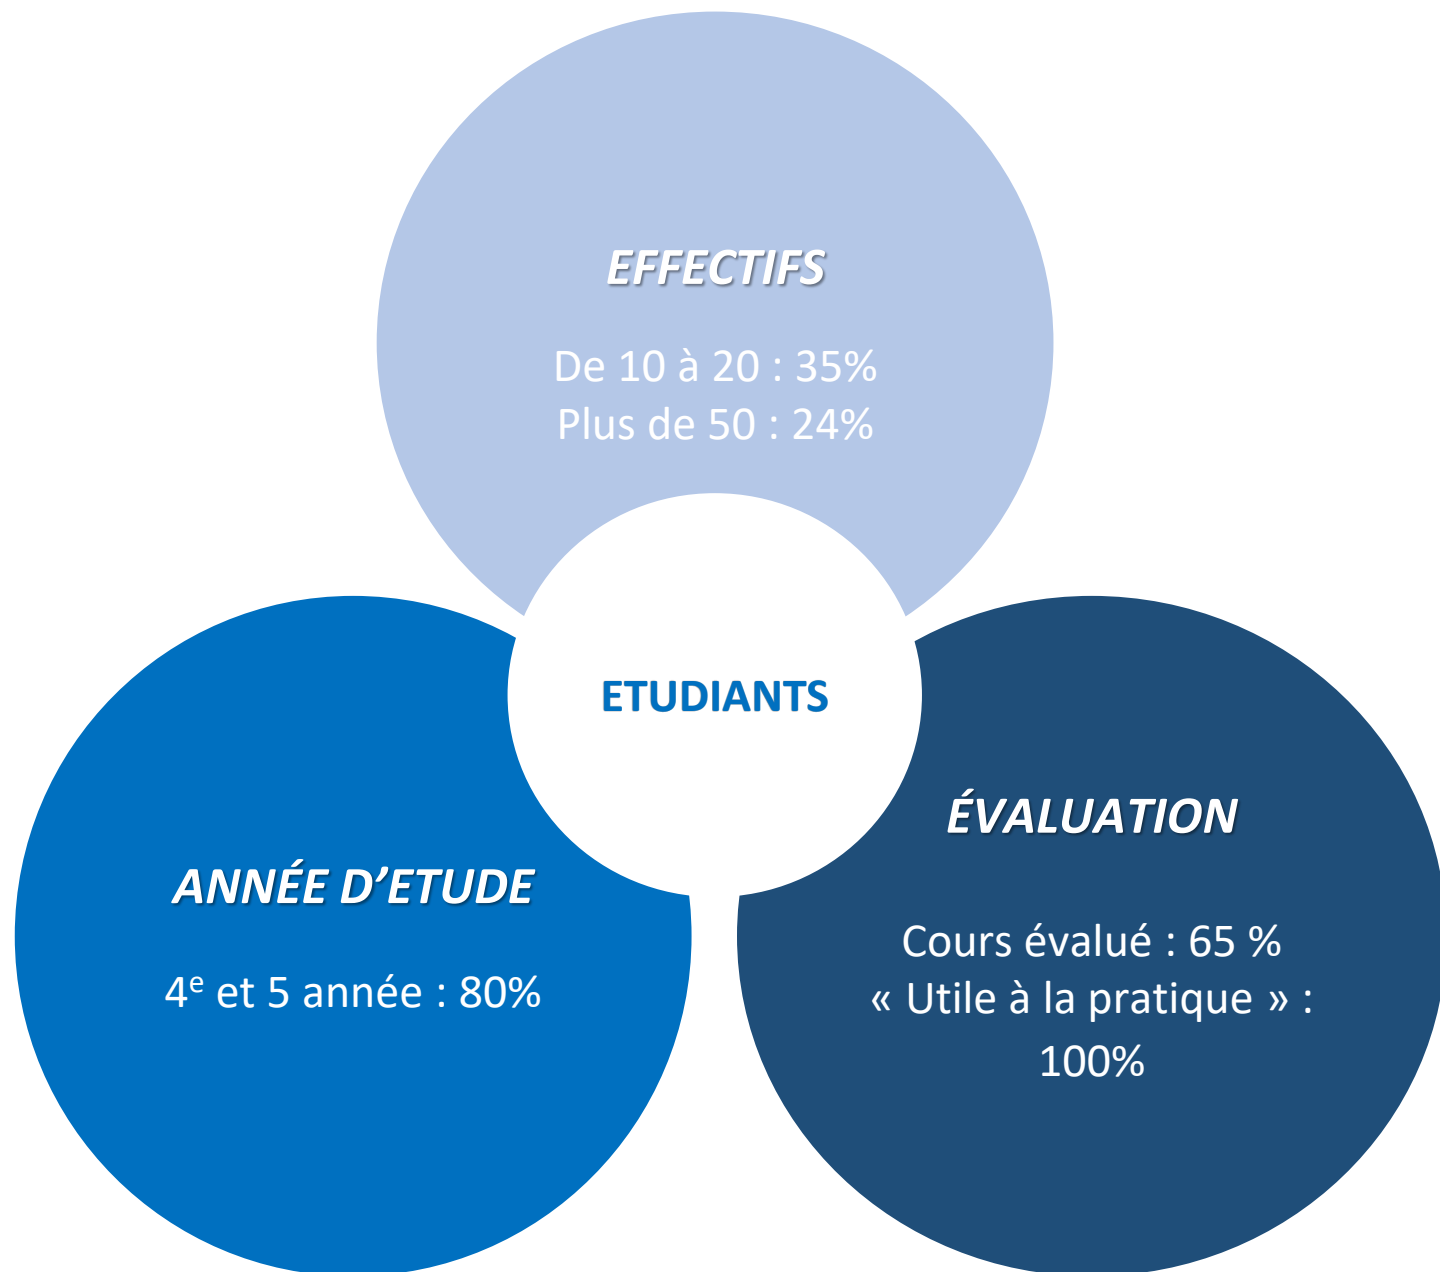 EFFECTIFS
De 10 à 20 : 35%
Plus de 50 : 24%
ETUDIANTS
ANNÉE D’ETUDE
4e et 5 année : 80%
ÉVALUATION
Cours évalué : 65 %
« Utile à la pratique » :
100%